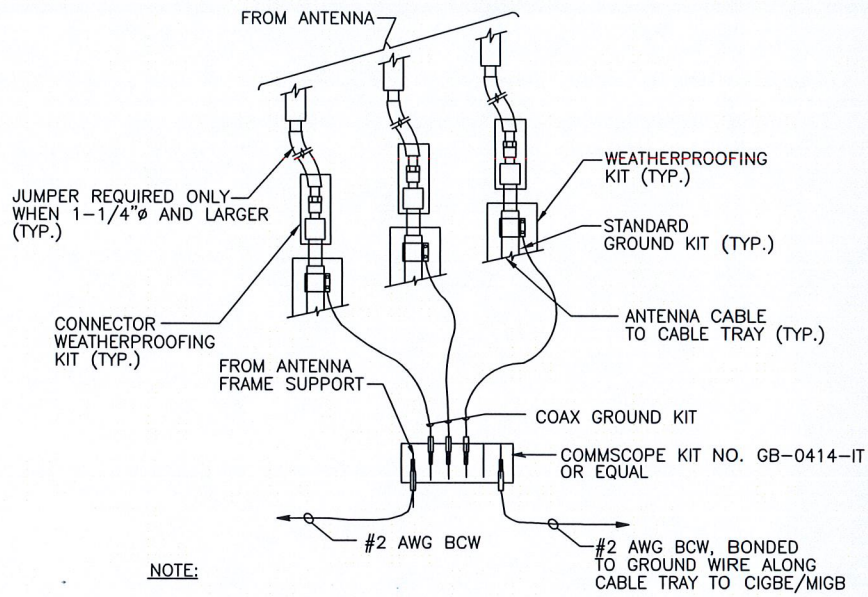 FROM ANTENNA
JUMPER REQUIRED ONLY
WHEN 1-1/4"ø AND LARGER
(TYP.)
WEATHERPROOFING
KIT (TYP.)
STANDARD
GROUND KIT (TYP.)
ANTENNA CABLE
TO CABLE TRAY (TYP.)
CONNECTOR
WEATHERPROOFING
KIT (TYP.)
FROM ANTENNA
FRAME SUPPORT
COAX GROUND KIT
COMMSCOPE KIT NO. GB-0414-IT
OR EQUAL
#2 AWG BCW
#2 AWG BCW, BONDED
TO GROUND WIRE ALONG
CABLE TRAY TO CIGBE/MIGB
NOTE: